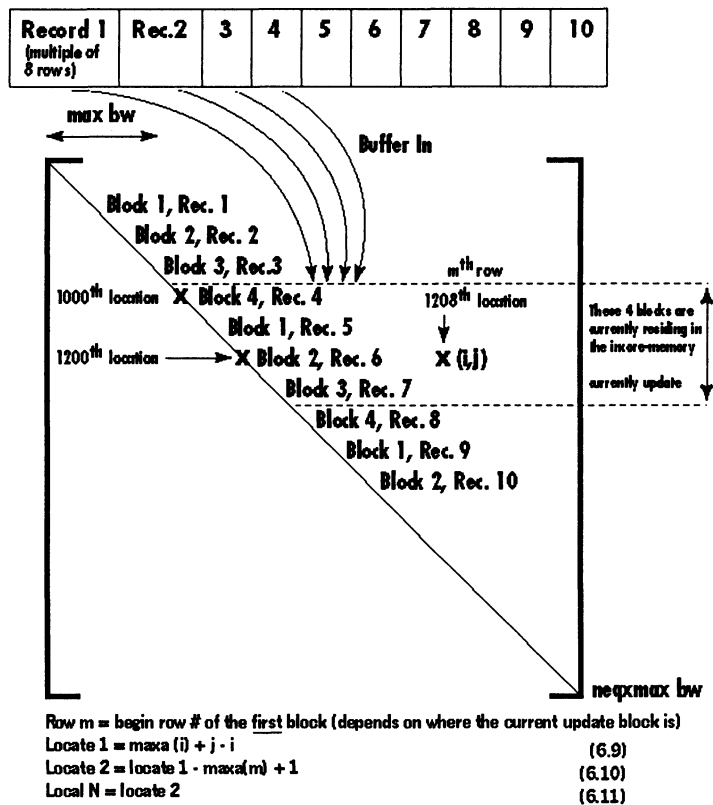 Record 1 Rec.2 3 4 5 6 7 8 9 10
(multiple of
8 rows)
max bw
Buffer In
Block 1, Rec. 1
Block 2, Rec. 2
Block 3, Rec.3
mth row
1000th location X Block 4, Rec. 4 1208th location
These 4 blocks are
currently residing in
the incore-memory
Block 1, Rec. 5
1200th location X Block 2, Rec. 6 X (i,j)
currently update
Block 3, Rec. 7
Block 4, Rec. 8
Block 1, Rec. 9
Block 2, Rec. 10
neqxmax bw
Row m = begin row # of the first block (depends on where the current update block is)
Locate 1 = maxa (i) + j - i (6.9)
Locate 2 = locate 1 - maxa(m) + 1 (6.10)
Local N = locate 2 (6.11)